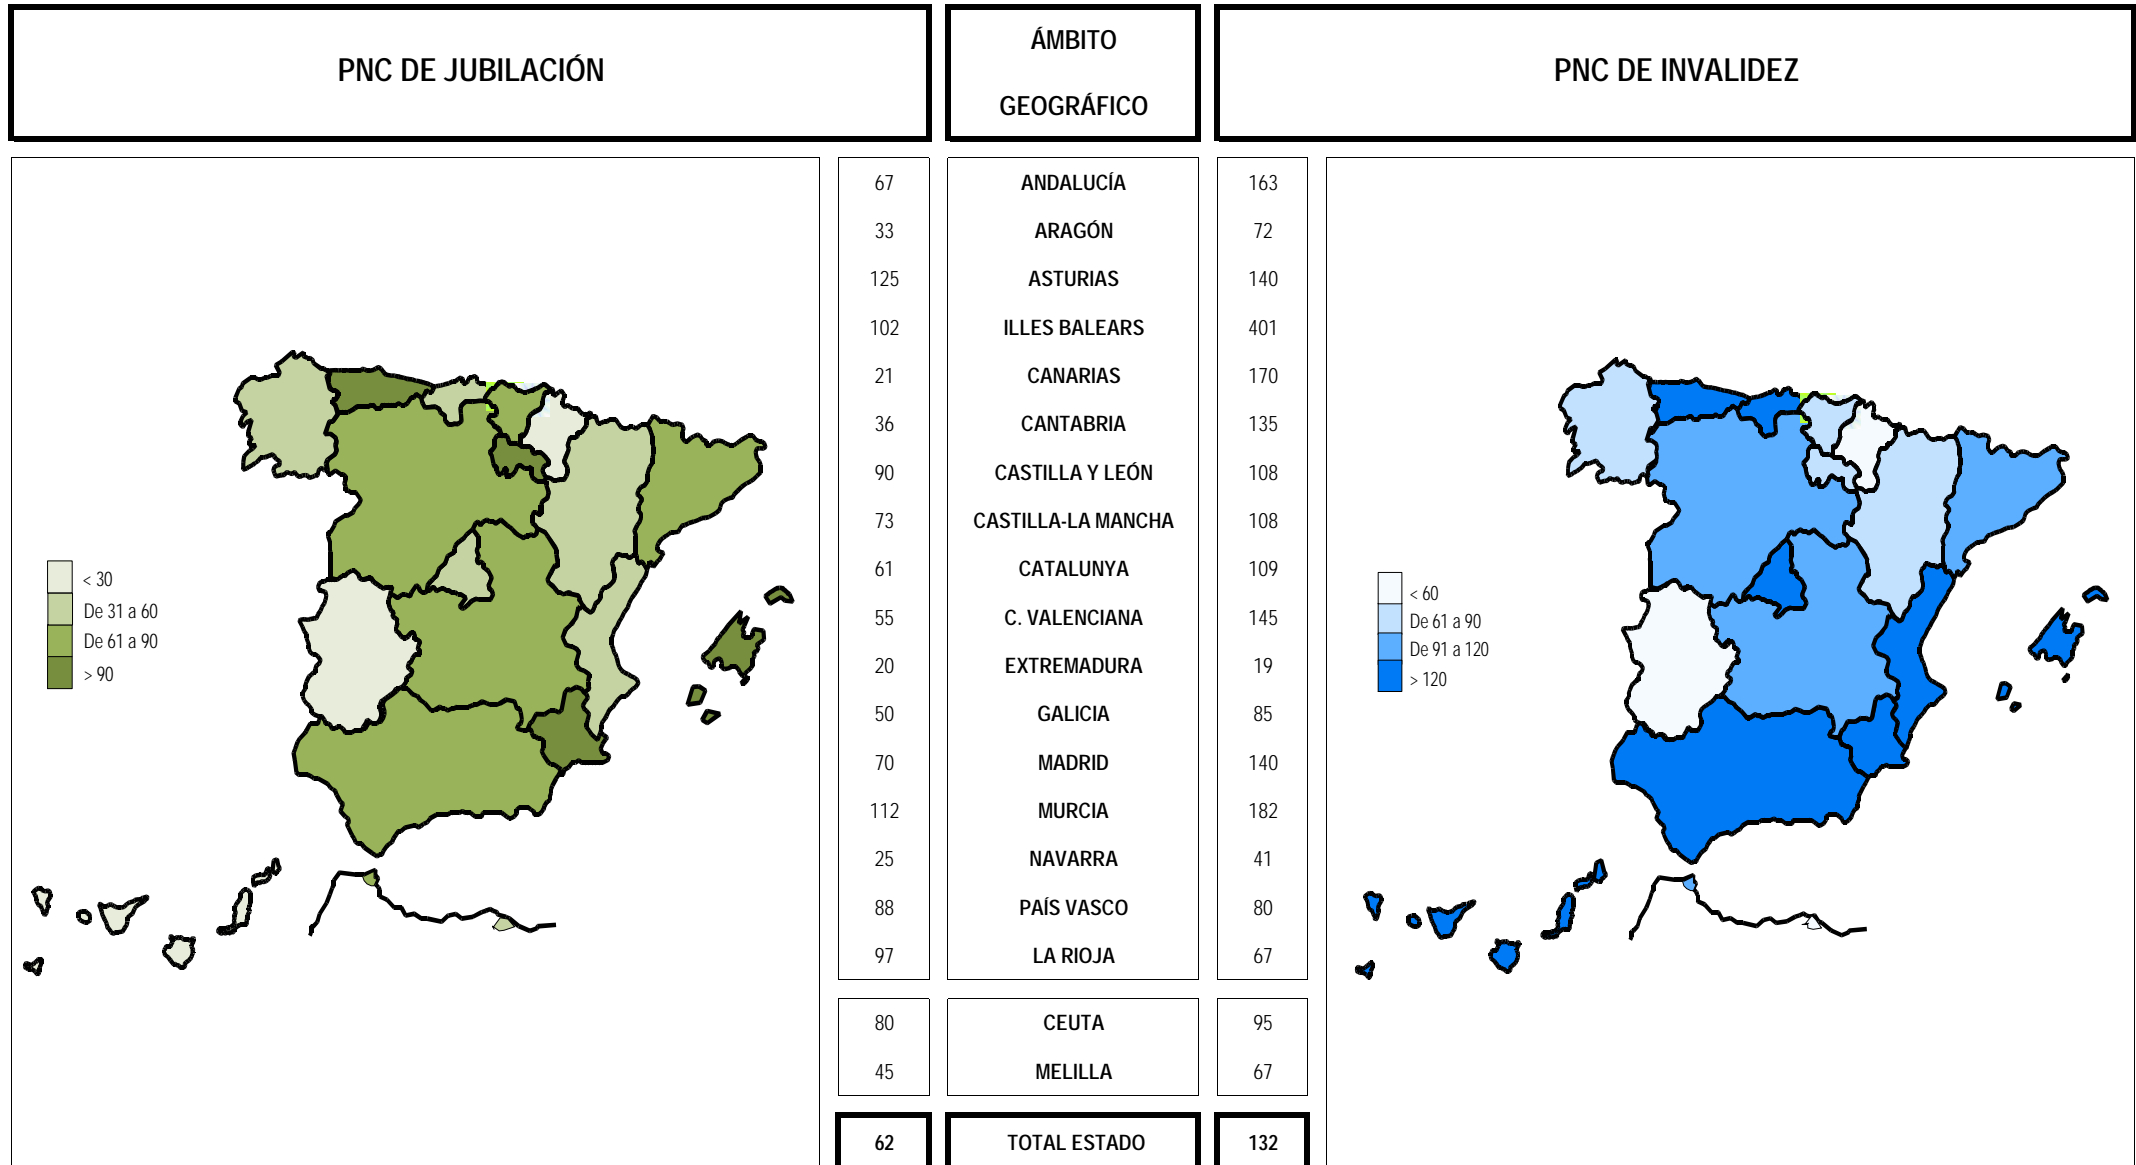 PNC DE JUBILACIÓN
ÁMBITO
GEOGRÁFICO
PNC DE INVALIDEZ
67 ANDALUCÍA 163
33 ARAGÓN 72
125 ASTURIAS 140
102 ILLES BALEARS 401
21 CANARIAS 170
36 CANTABRIA 135
90 CASTILLA Y LEÓN 108
73 CASTILLA-LA MANCHA 108
61 CATALUNYA 109
55 C. VALENCIANA 145
20 EXTREMADURA 19
50 GALICIA 85
70 MADRID 140
112 MURCIA 182
25 NAVARRA 41
88 PAÍS VASCO 80
97 LA RIOJA 67
80 CEUTA 95
45 MELILLA 67
62 TOTAL ESTADO 132
< 30
De 31 a 60
De 61 a 90
> 90
< 60
De 61 a 90
De 91 a 120
> 120